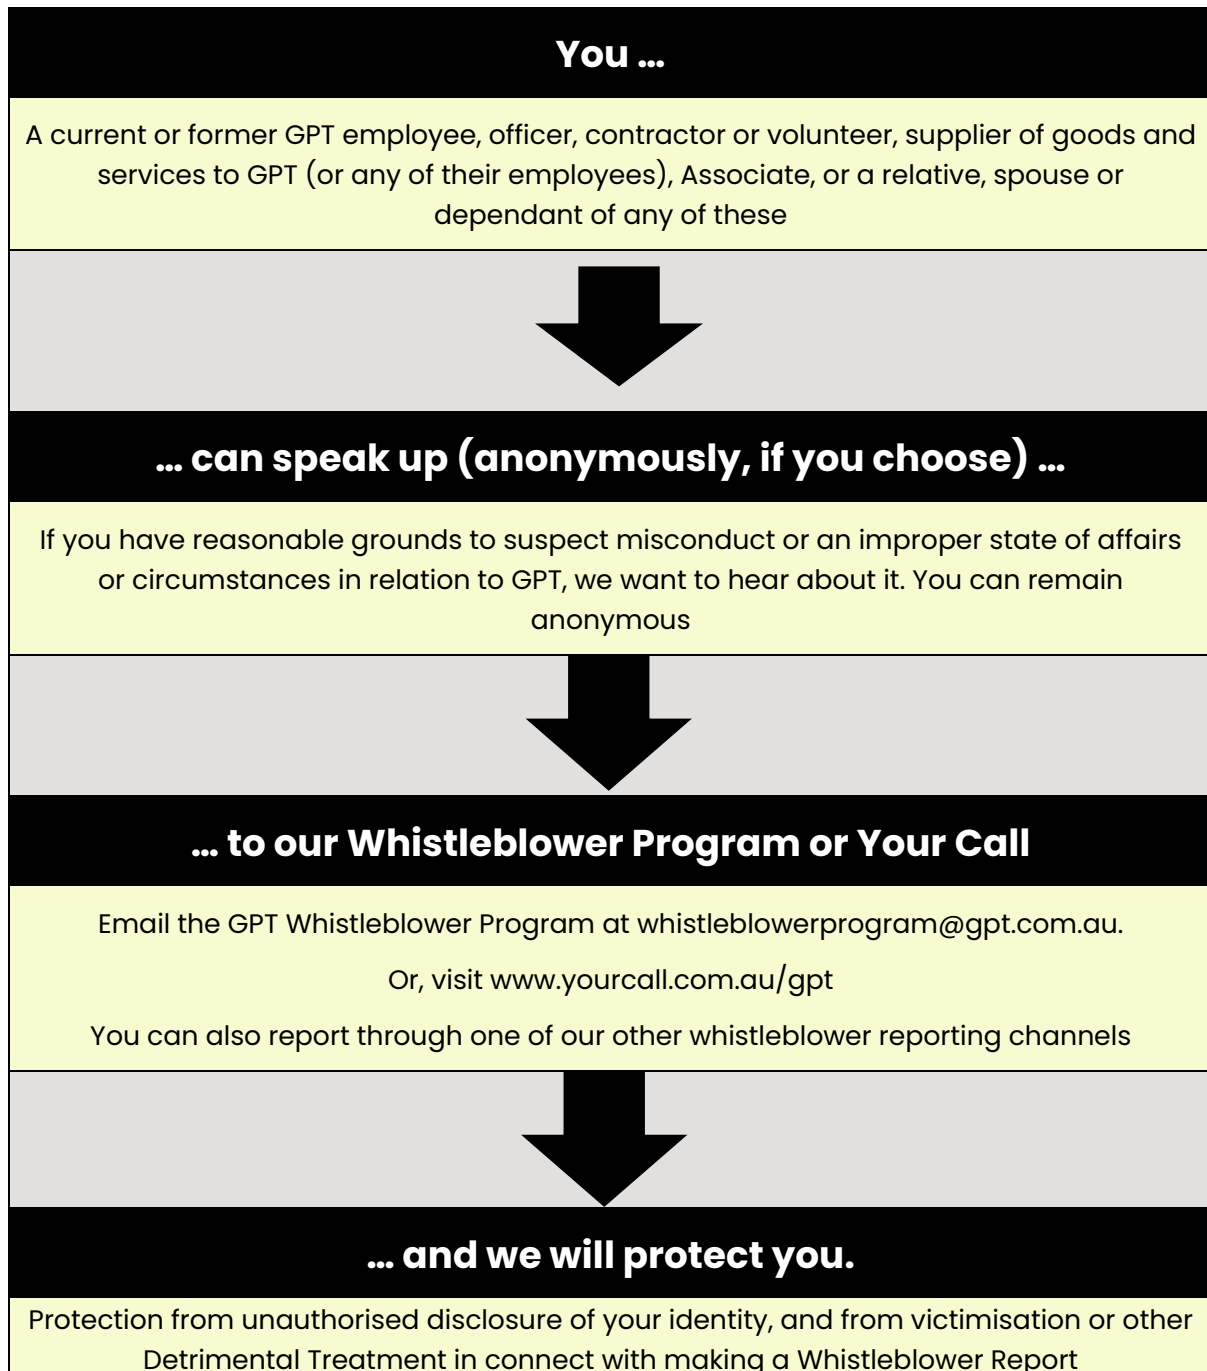 You …
A current or former GPT employee, officer, contractor or volunteer, supplier of goods and
services to GPT (or any of their employees), Associate, or a relative, spouse or
dependant of any of these
… can speak up (anonymously, if you choose) …
If you have reasonable grounds to suspect misconduct or an improper state of affairs
or circumstances in relation to GPT, we want to hear about it. You can remain
anonymous
… to our Whistleblower Program or Your Call
Email the GPT Whistleblower Program at whistleblowerprogram@gpt.com.au.
Or, visit www.yourcall.com.au/gpt
You can also report through one of our other whistleblower reporting channels
… and we will protect you.
Protection from unauthorised disclosure of your identity, and from victimisation or other
Detrimental Treatment in connect with making a Whistleblower Report